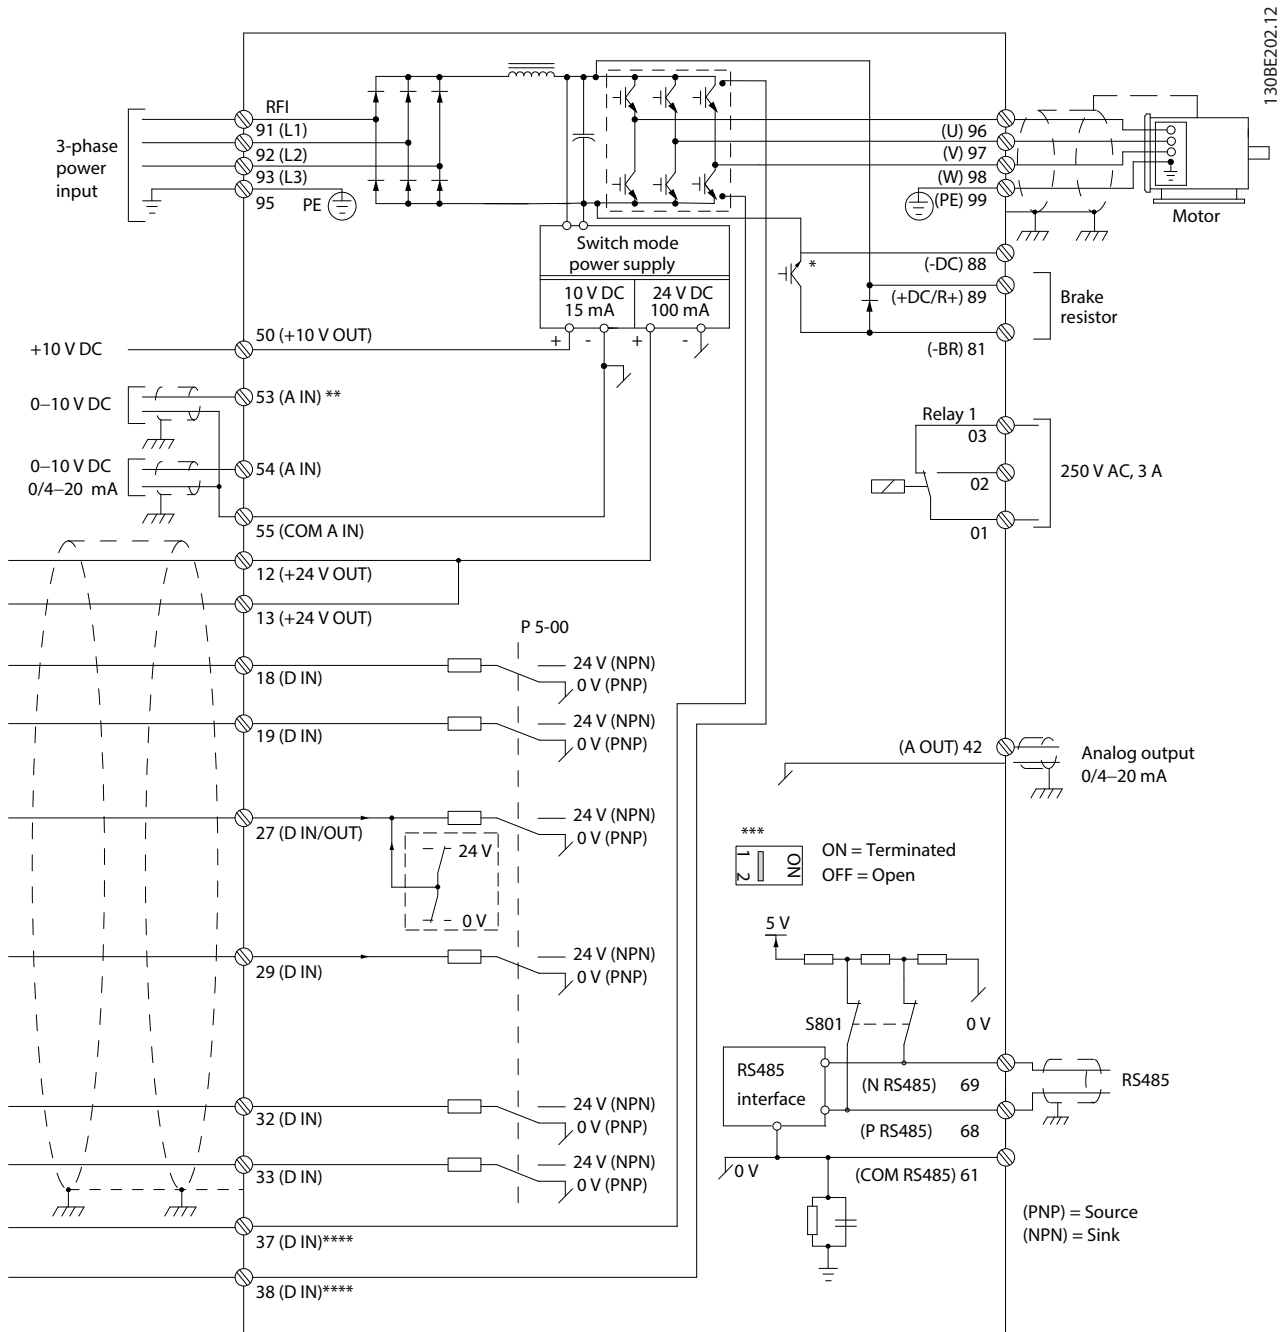 130BE202.12
3-phase
power
input
RFI
91 (L1)
92 (L2)
93 (L3)
95
PE
(U) 96
(V) 97
(W) 98
(PE) 99
Motor
Switch mode
power supply
10 V DC
15 mA
24 V DC
100 mA
+ - + -
*
(-DC) 88
(+DC/R+) 89
(-BR) 81
Brake
resistor
+10 V DC
50 (+10 V OUT)
0–10 V DC
53 (A IN) **
0–10 V DC
0/4–20 mA
54 (A IN)
55 (COM A IN)
Relay 1
03
02
01
250 V AC, 3 A
12 (+24 V OUT)
13 (+24 V OUT)
P 5-00
18 (D IN)
24 V (NPN)
0 V (PNP)
19 (D IN)
24 V (NPN)
0 V (PNP)
(A OUT) 42
Analog output
0/4–20 mA
27 (D IN/OUT)
24 V (NPN)
0 V (PNP)
24 V
0 V
***
1 2
ON
ON = Terminated
OFF = Open
29 (D IN)
24 V (NPN)
0 V (PNP)
5 V
S801
0 V
RS485
interface
(N RS485) 69
(P RS485) 68
RS485
0 V
(COM RS485) 61
32 (D IN)
24 V (NPN)
0 V (PNP)
33 (D IN)
24 V (NPN)
0 V (PNP)
37 (D IN)****
38 (D IN)****
(PNP) = Source
(NPN) = Sink